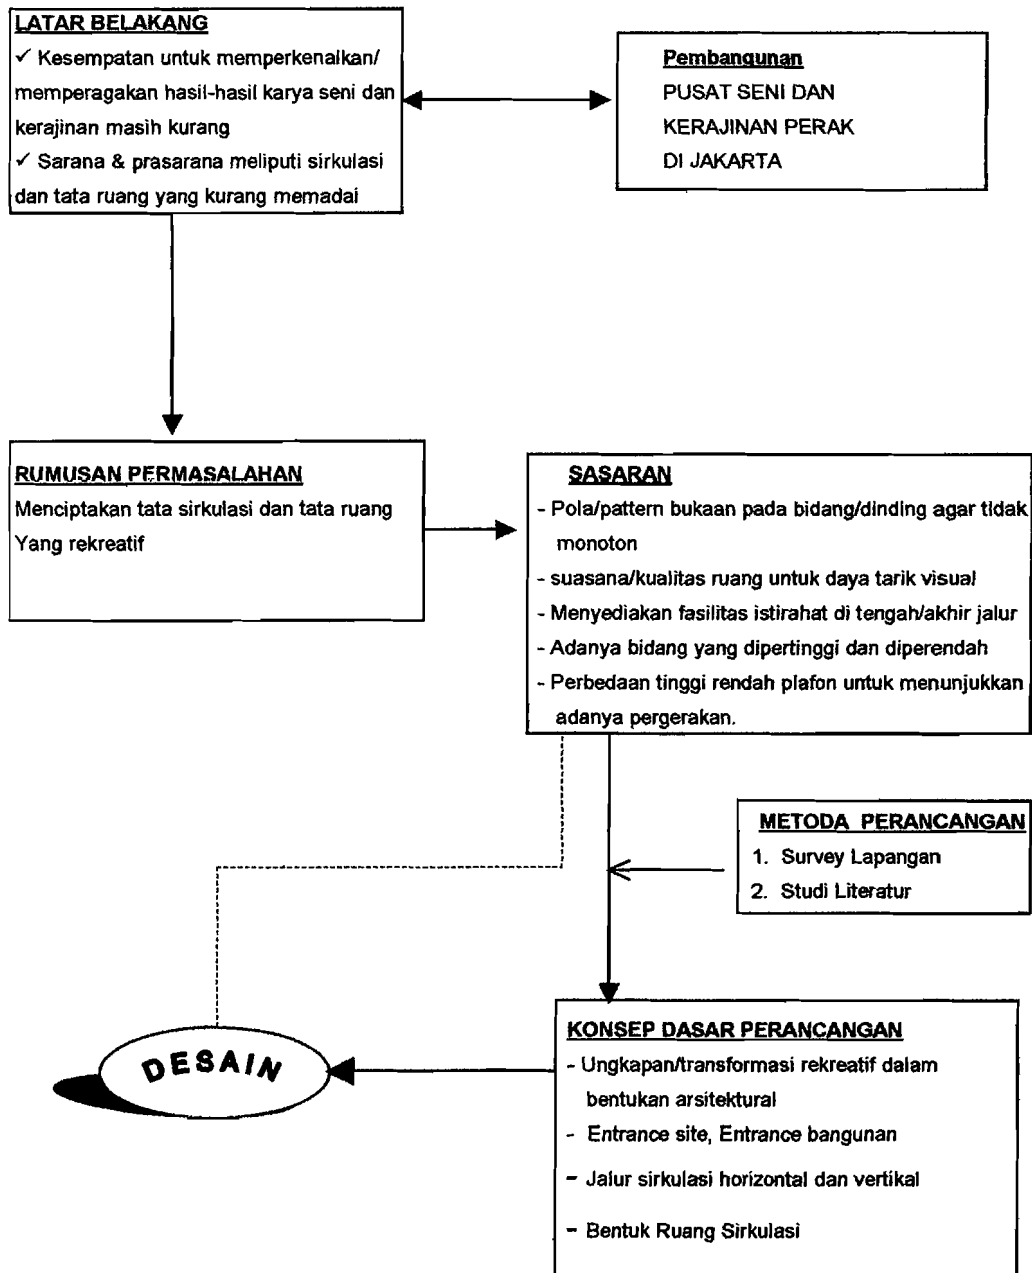 LATAR BELAKANG
✓ Kesempatan untuk memperkenalkan/
memperagakan hasil-hasil karya seni dan
kerajinan masih kurang
✓ Sarana & prasarana meliputi sirkulasi
dan tata ruang yang kurang memadai
Pembangunan
PUSAT SENI DAN
KERAJINAN PERAK
DI JAKARTA
RUMUSAN PERMASALAHAN
Menciptakan tata sirkulasi dan tata ruang
Yang rekreatif
SASARAN
- Pola/pattern bukaan pada bidang/dinding agar tidak
monoton
- suasana/kualitas ruang untuk daya tarik visual
- Menyediakan fasilitas istirahat di tengah/akhir jalur
- Adanya bidang yang dipertinggi dan diperendah
- Perbedaan tinggi rendah plafon untuk menunjukkan
adanya pergerakan.
METODA PERANCANGAN
1. Survey Lapangan
2. Studi Literatur
KONSEP DASAR PERANCANGAN
- Ungkapan/transformasi rekreatif dalam
bentukan arsitektural
- Entrance site, Entrance bangunan
- Jalur sirkulasi horizontal dan vertikal
- Bentuk Ruang Sirkulasi
DESAIN